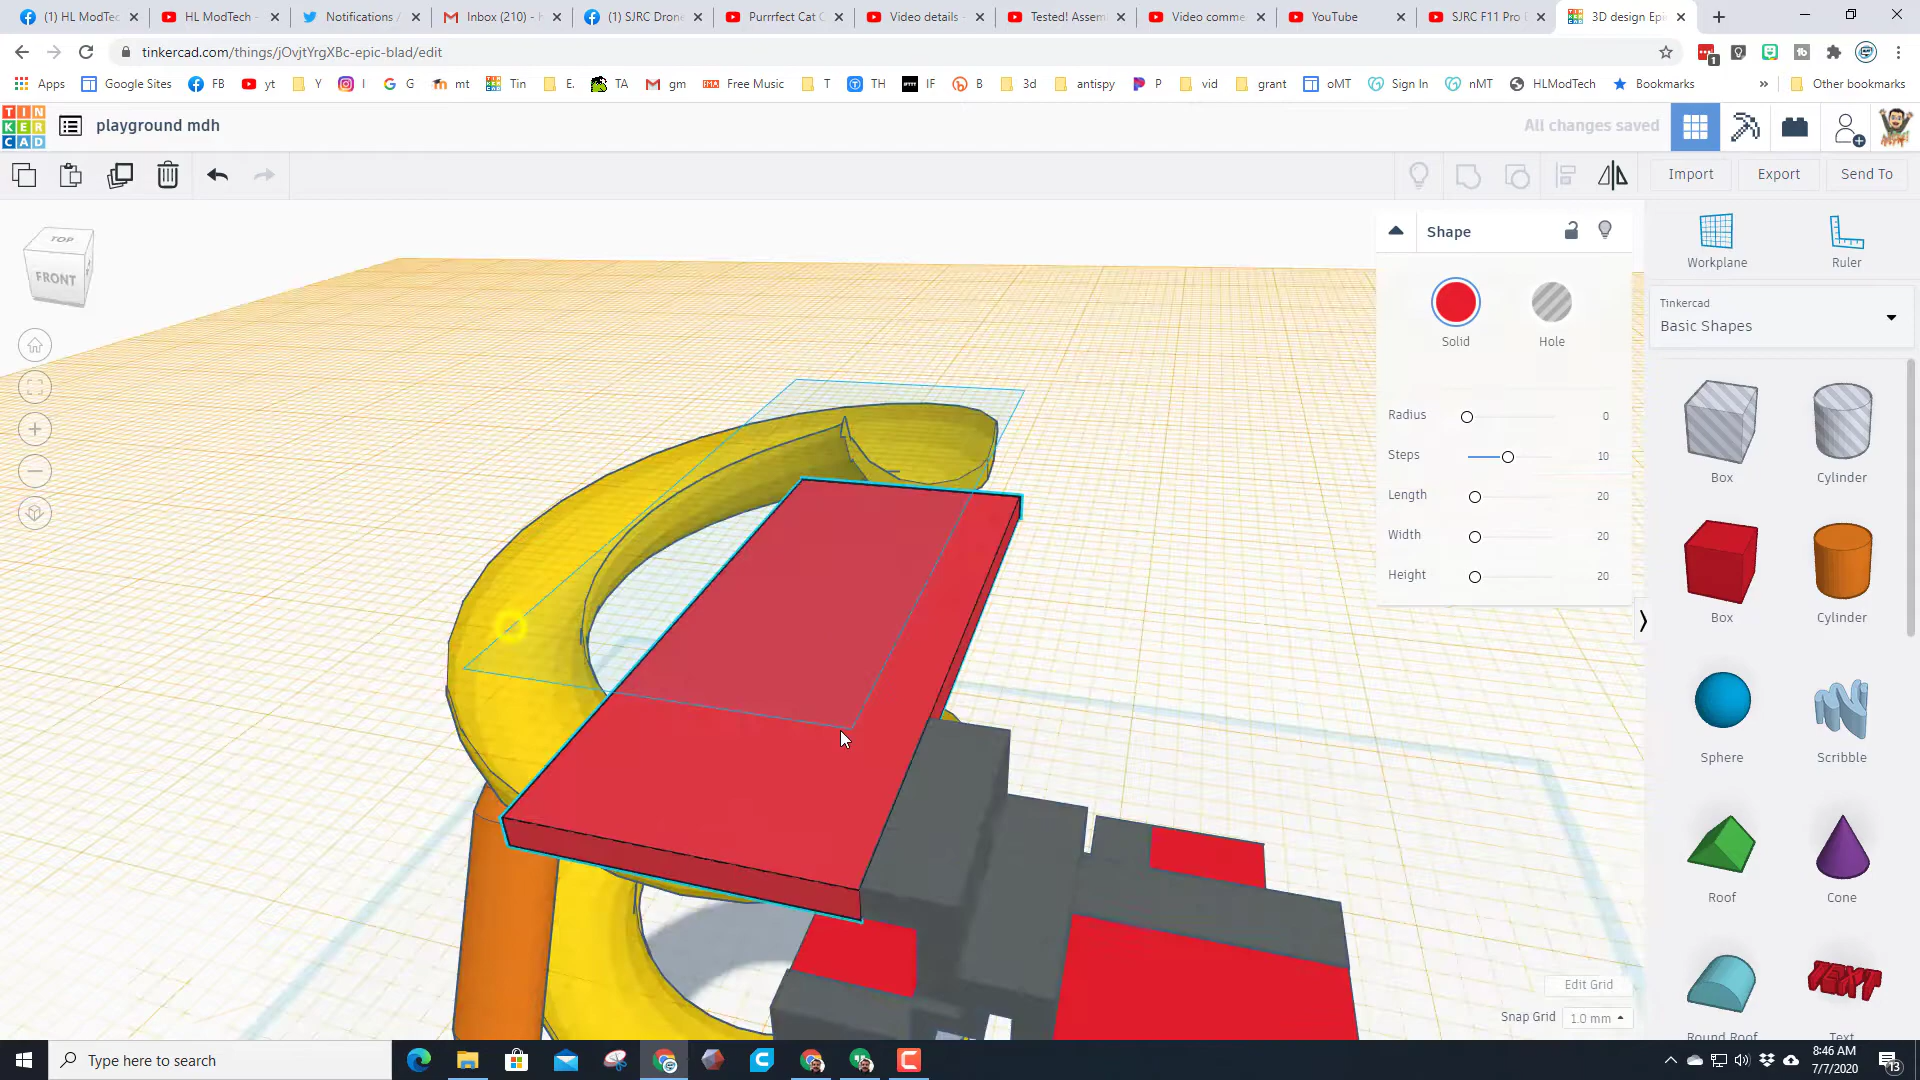 (1) HL ModTec
HL ModTech -
Notifications /
Inbox (210) - h
(1) SJRC Drone
Purrrfect Cat C
Video details -
Tested! Assem
Video comme
YouTube
SJRC F11 Pro
3D design Epi
tinkercad.com/things/jOvjtYrgXBc-epic-blad/edit
Apps
Google Sites
FB
yt
Y
I
G
mt
Tin
E.
TA
gm
Free Music
T
TH
IF
B
3d
antispy
P
vid
grant
oMT
Sign In
nMT
HLModTech
Bookmarks
»
Other bookmarks
TIN
KER
CAD
playground mdh
All changes saved
Import
Export
Send To
TOP
FRONT
Shape
Solid
Hole
Radius
0
Steps
10
Length
20
Width
20
Height
20
Workplane
Ruler
Tinkercad
Basic Shapes
Box
Cylinder
Box
Cylinder
Sphere
Scribble
Roof
Cone
Round Roof
TEXT
Text
Edit Grid
Snap Grid
1.0 mm
Type here to search
8:46 AM
7/7/2020
13